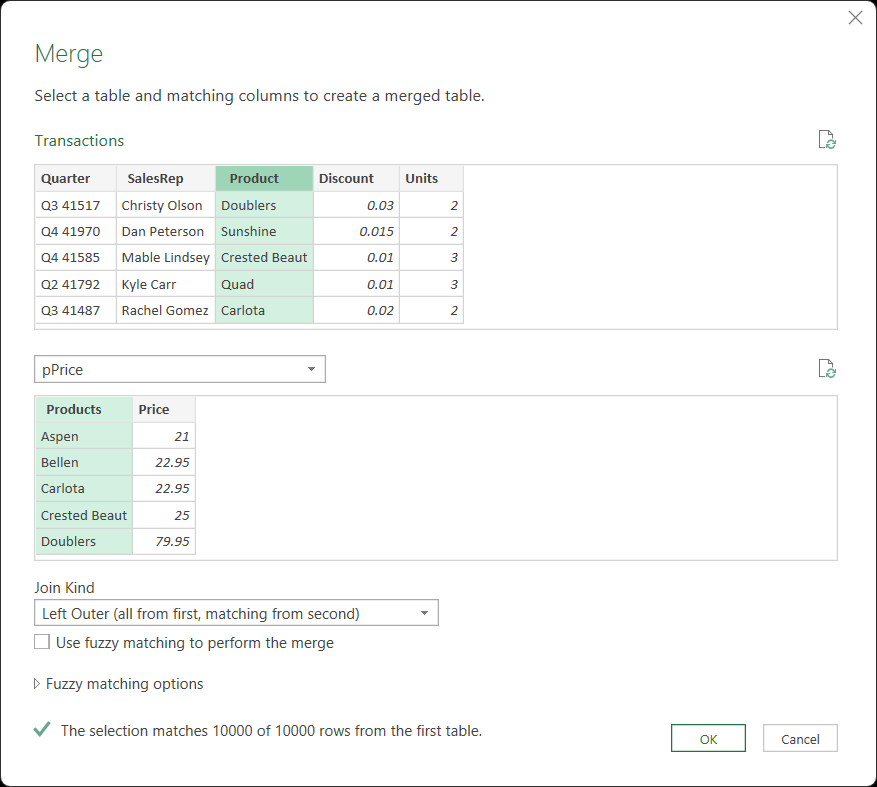 Merge
Select a table and matching columns to create a merged table.
Transactions
Quarter SalesRep Product Discount Units
Q3 41517 Christy Olson Doublers 0.03 2
Q4 41970 Dan Peterson Sunshine 0.015 2
Q4 41585 Mable Lindsey Crested Beaut 0.01 3
Q2 41792 Kyle Carr Quad 0.01 3
Q3 41487 Rachel Gomez Carlota 0.02 2
pPrice
Products Price
Aspen 21
Bellen 22.95
Carlota 22.95
Crested Beaut 25
Doublers 79.95
Join Kind
Left Outer (all from first, matching from second)
Use fuzzy matching to perform the merge
Fuzzy matching options
The selection matches 10000 of 10000 rows from the first table.
OK Cancel